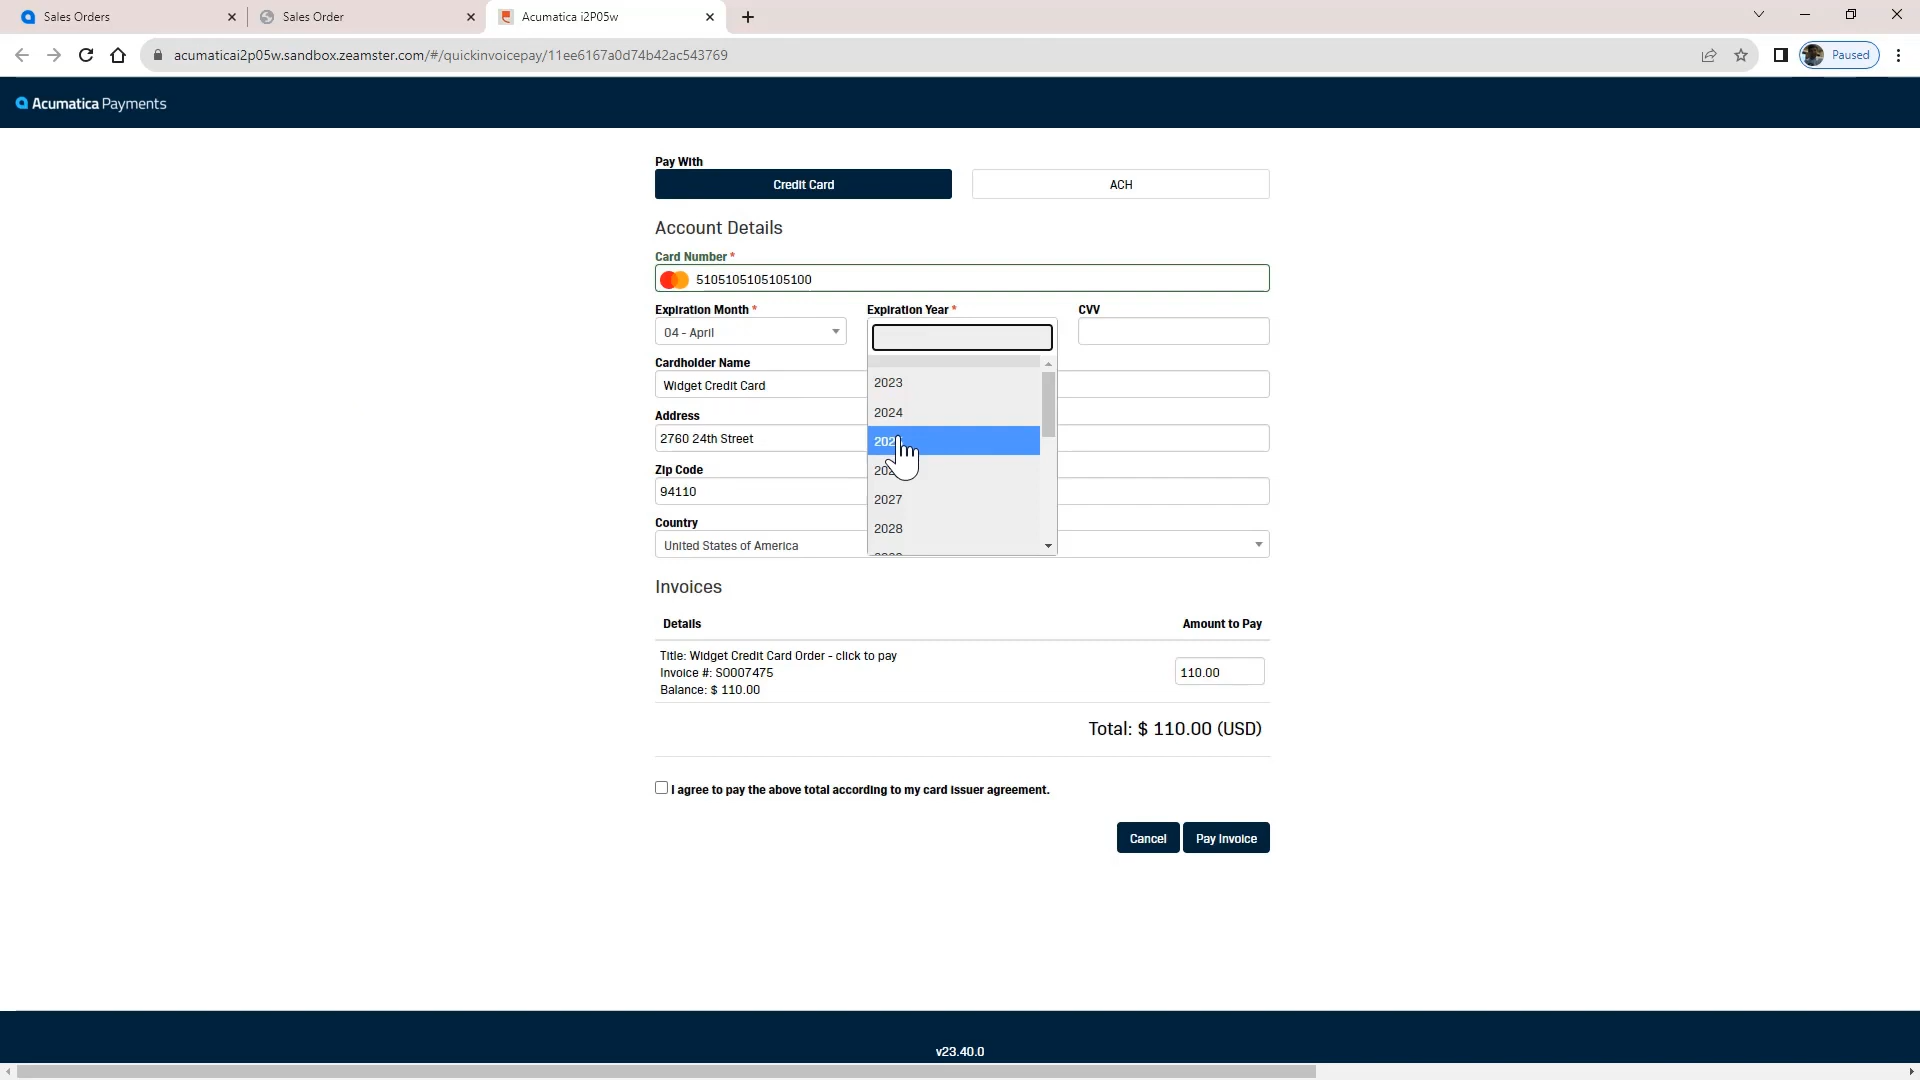 Sales Orders
Sales Order
Acumatica i2P05w
acumaticai2p05w.sandbox.zeamster.com/#/quickinvoicepay/11ee6167a0d74b42ac543769
Paused
Acumatica Payments
Pay With
Credit Card
ACH
Account Details
Card Number *
5105105105105100
Expiration Month *
Expiration Year *
CVV
04 - April
2023
2024
2027
2028
Cardholder Name
Widget Credit Card
Address
2760 24th Street
Zip Code
94110
Country
United States of America
Invoices
Details
Amount to Pay
Title: Widget Credit Card Order - click to pay
Invoice #: S0007475
Balance: $ 110.00
110.00
Total: $ 110.00 (USD)
I agree to pay the above total according to my card issuer agreement.
Cancel
Pay Invoice
v23.40.0